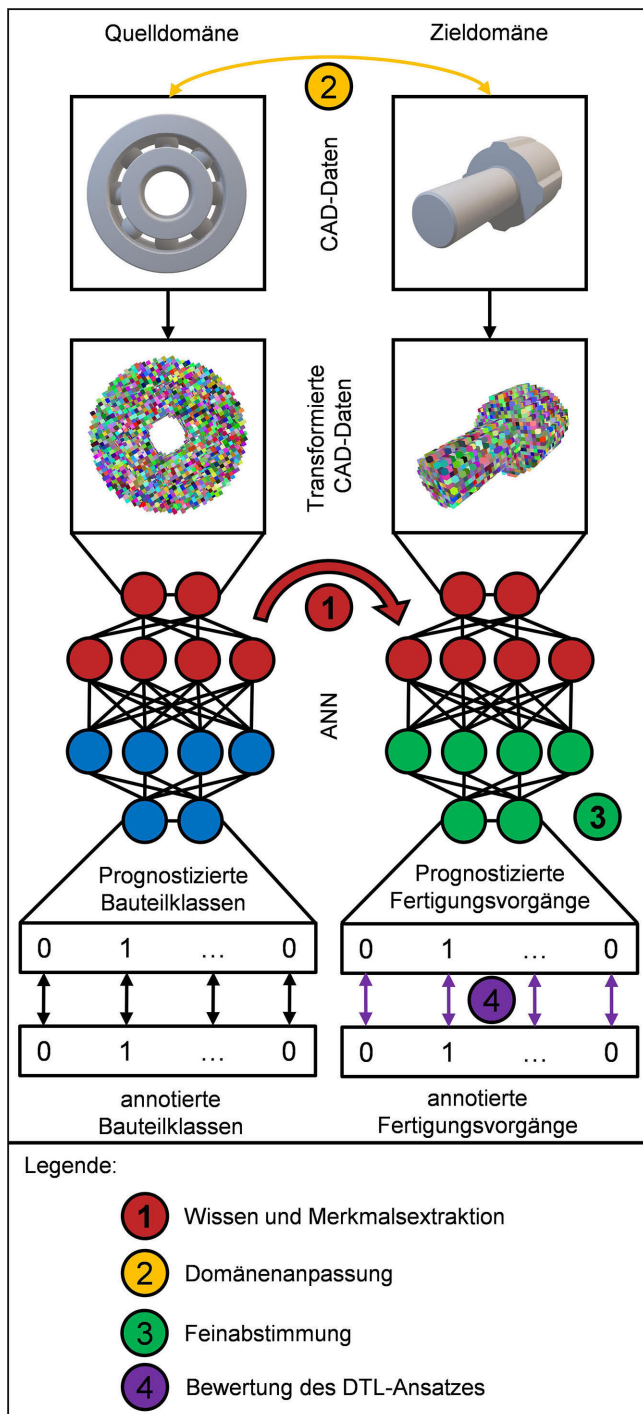 Quelldomäne
Zieldomäne
2
CAD-Daten
Transformierte
CAD-Daten
1
ANN
3
Prognostizierte
Bauteilklassen
Prognostizierte
Fertigungsvorgänge
0 1 … 0
0 1 … 0
4
0 1 … 0
0 1 … 0
annotierte
Bauteilklassen
annotierte
Fertigungsvorgänge
Legende:
1 Wissen und Merkmalsextraktion
2 Domänenanpassung
3 Feinabstimmung
4 Bewertung des DTL-Ansatzes